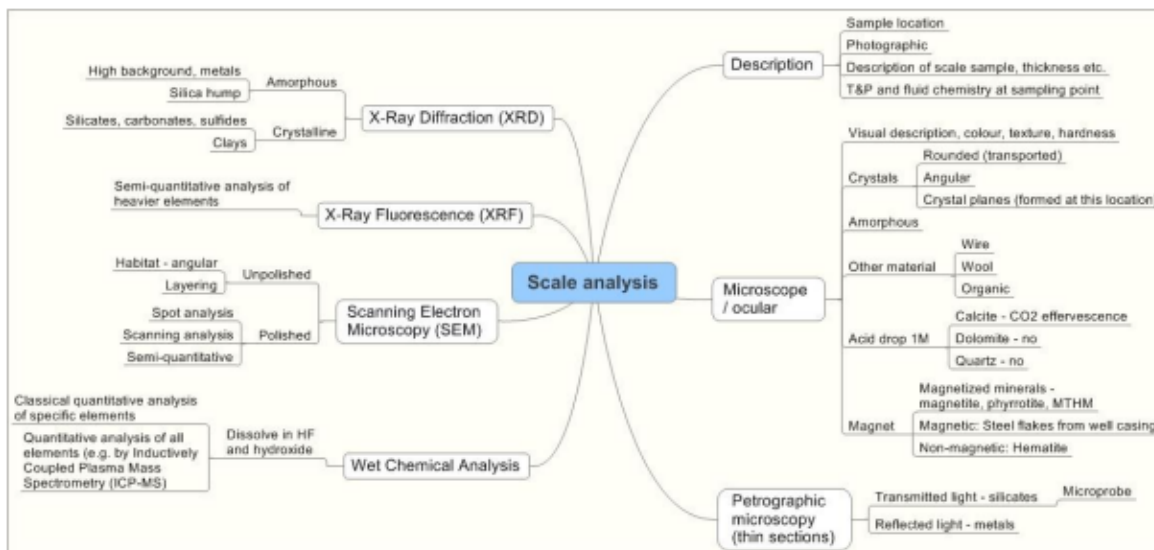 Scale analysis
Description
Sample location
Photographic
Description of scale sample, thickness etc.
T&P and fluid chemistry at sampling point
Microscope
/ ocular
Visual description, colour, texture, hardness
Crystals
Rounded (transported)
Angular
Crystal planes (formed at this location)
Amorphous
Other material
Wire
Wool
Organic
Acid drop 1M
Calcite - CO2 effervescence
Dolomite - no
Quartz - no
Magnet
Magnetized minerals -
magnetite, phyrrotite, MTHM
Magnetic: Steel flakes from well casing
Non-magnetic: Hematite
Petrographic
microscopy
(thin sections)
Transmitted light - silicates
Microprobe
Reflected light - metals
X-Ray Diffraction (XRD)
Amorphous
High background, metals
Silica hump
Crystalline
Silicates, carbonates, sulfides
Clays
X-Ray Fluorescence (XRF)
Semi-quantitative analysis of
heavier elements
Scanning Electron
Microscopy (SEM)
Unpolished
Habitat - angular
Layering
Polished
Spot analysis
Scanning analysis
Semi-quantitative
Wet Chemical Analysis
Dissolve in HF
and hydroxide
Classical quantitative analysis
of specific elements
Quantitative analysis of all
elements (e.g. by Inductively
Coupled Plasma Mass
Spectrometry (ICP-MS)